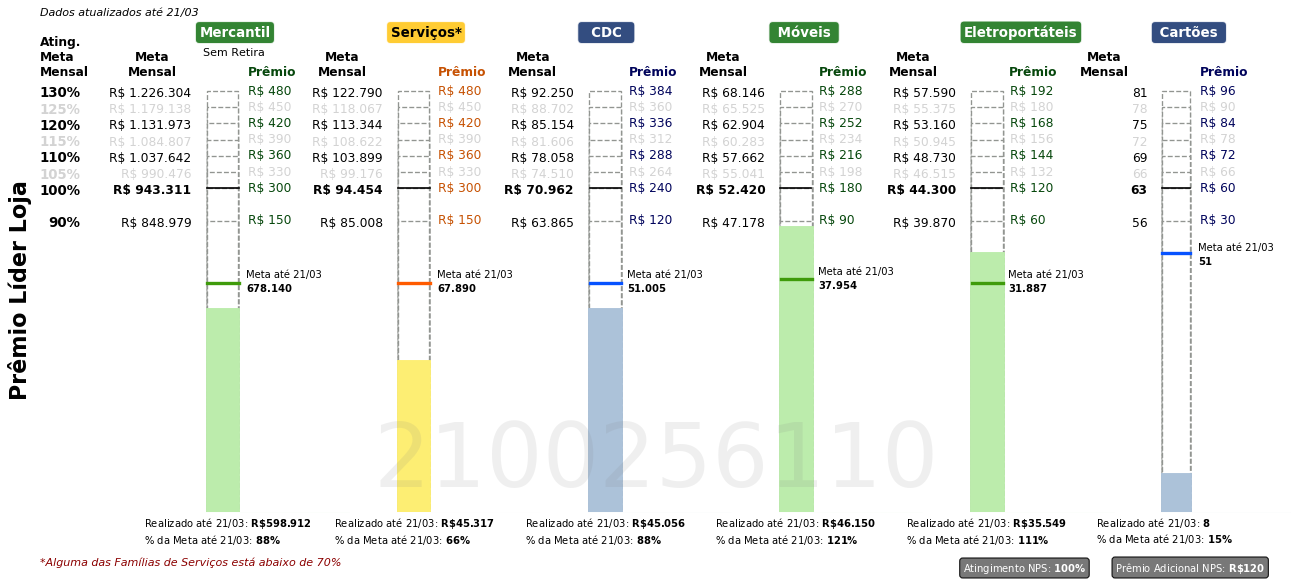 Dados atualizados até 21/03
Mercantil Serviços* CDC Móveis Eletroportáteis Cartões
Sem Retira
Ating. Meta Mensal Meta Mensal Prêmio Meta Mensal Prêmio Meta Mensal Prêmio Meta Mensal Prêmio Meta Mensal Prêmio Meta Mensal Prêmio
130% R$ 1.226.304 R$ 480 R$ 122.790 R$ 480 R$ 92.250 R$ 384 R$ 68.146 R$ 288 R$ 57.590 R$ 192 81 R$ 96
125% R$ 1.179.138 R$ 450 R$ 118.067 R$ 450 R$ 88.702 R$ 360 R$ 65.525 R$ 270 R$ 55.375 R$ 180 78 R$ 90
120% R$ 1.131.973 R$ 420 R$ 113.344 R$ 420 R$ 85.154 R$ 336 R$ 62.904 R$ 252 R$ 53.160 R$ 168 75 R$ 84
115% R$ 1.084.807 R$ 390 R$ 108.622 R$ 390 R$ 81.606 R$ 312 R$ 60.283 R$ 234 R$ 50.945 R$ 156 72 R$ 78
110% R$ 1.037.642 R$ 360 R$ 103.899 R$ 360 R$ 78.058 R$ 288 R$ 57.662 R$ 216 R$ 48.730 R$ 144 69 R$ 72
105% R$ 990.476 R$ 330 R$ 99.176 R$ 330 R$ 74.510 R$ 264 R$ 55.041 R$ 198 R$ 46.515 R$ 132 66 R$ 66
100% R$ 943.311 R$ 300 R$ 94.454 R$ 300 R$ 70.962 R$ 240 R$ 52.420 R$ 180 R$ 44.300 R$ 120 63 R$ 60
90% R$ 848.979 R$ 150 R$ 85.008 R$ 150 R$ 63.865 R$ 120 R$ 47.178 R$ 90 R$ 39.870 R$ 60 56 R$ 30
Meta até 21/03 Meta até 21/03 Meta até 21/03 Meta até 21/03 Meta até 21/03 Meta até 21/03
678.140 67.890 51.005 37.954 31.887 51
Prêmio Líder Loja
2100256110
Realizado até 21/03: R$598.912 Realizado até 21/03: R$45.317 Realizado até 21/03: R$45.056 Realizado até 21/03: R$46.150 Realizado até 21/03: R$35.549 Realizado até 21/03: 8
% da Meta até 21/03: 88% % da Meta até 21/03: 66% % da Meta até 21/03: 88% % da Meta até 21/03: 121% % da Meta até 21/03: 111% % da Meta até 21/03: 15%
*Alguma das Famílias de Serviços está abaixo de 70%
Atingimento NPS: 100% Prêmio Adicional NPS: R$120